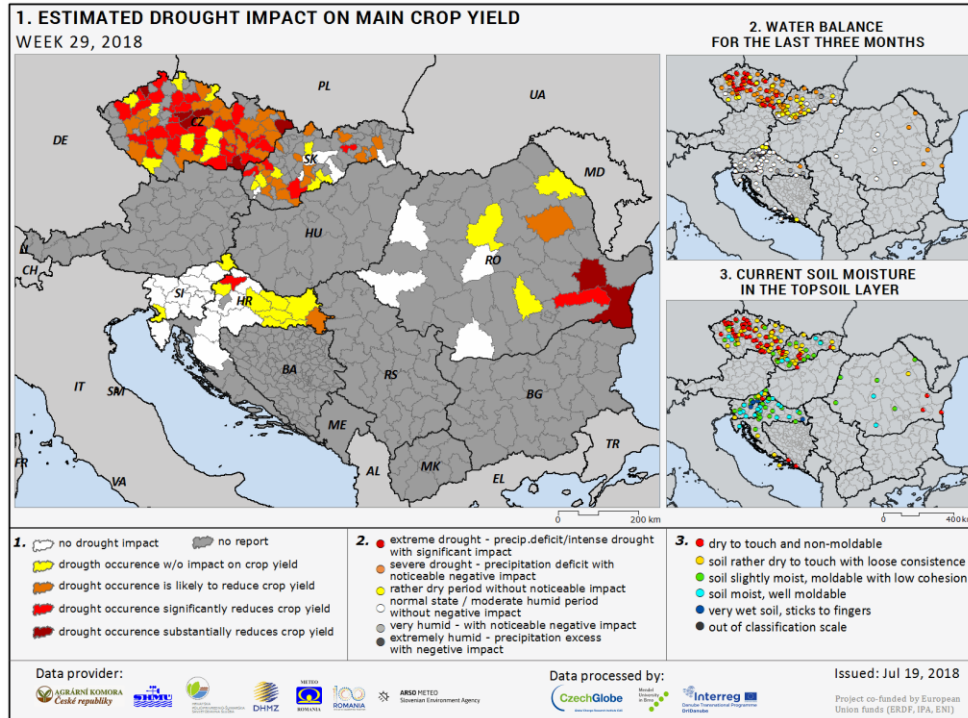 1. ESTIMATED DROUGHT IMPACT ON MAIN CROP YIELD
WEEK 29, 2018
PL
UA
DE
CZ
SK
MD
LI
CH
HU
RO
SI
HR
BA
RS
IT
SM
BG
ME
FR
VA
AL
MK
EL
TR
0 200 km
2. WATER BALANCE
FOR THE LAST THREE MONTHS
3. CURRENT SOIL MOISTURE
IN THE TOPSOIL LAYER
0 400 km
1. no drought impact
no report
drougth occurence w/o impact on crop yield
drought occurence is likely to reduce crop yield
drought occurence significantly reduces crop yield
drought occurence substantially reduces crop yield
2. extreme drought - precip.deficit/intense drought
with significant impact
severe drought - precipitation deficit with
noticeable negative impact
rather dry period without noticeable impact
normal state / moderate humid period
without negative impact
very humid - with noticeable negative impact
extremely humid - precipitation excess
with negetive impact
3. dry to touch and non-moldable
soil rather dry to touch with loose consistence
soil slightly moist, moldable with low cohesion
soil moist, well moldable
very wet soil, sticks to fingers
out of classification scale
Data provider:
AGRÁRNÍ KOMORA
České republiky
SHMÚ
DHMZ
METEO
ROMANIA
ROMANIA
ARSO METEO
Slovenian Environment Agency
Data processed by:
CzechGlobe
Mendel
University
in Brno
Interreg
Danube Transnational Programme
DriDanube
Issued: Jul 19, 2018
Project co-funded by European
Union funds (ERDF, IPA, ENI)